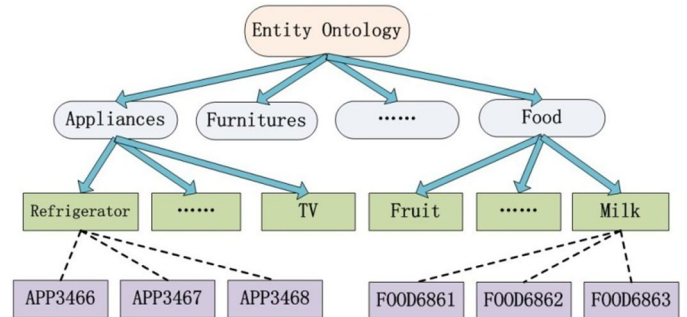 Entity Ontology
Appliances
Furnitures
······
Food
Refrigerator
······
TV
Fruit
······
Milk
APP3466
APP3467
APP3468
FOOD6861
FOOD6862
FOOD6863